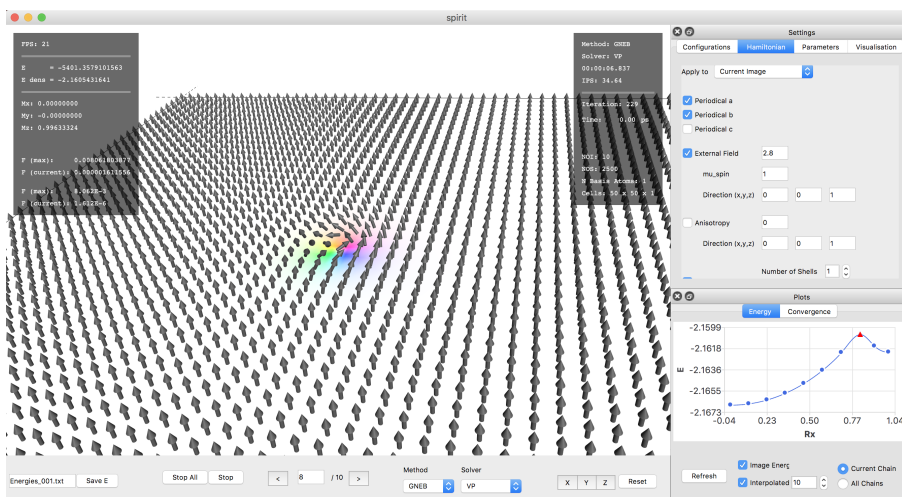 spirit
FPS: 21
E = -5401.3579101563
E dens = -2.1605431641
Mx: 0.00000000
My: -0.00000000
Mz: 0.99633324
F (max): 0.000061803877
F (current): 0.000001611556
F (max): 8.062E-3
F (current): 1.612E-6
Method: GNEB
Solver: VP
00:00:06.837
IPS: 34.64
Iteration: 229
Time: 0.00 ps
NOI: 10
NOS: 2500
N Basis Atoms: 1
Cells: 50 x 50 x 1
Settings
Configurations Hamiltonian Parameters Visualisation
Apply to Current Image
Periodical a
Periodical b
Periodical c
External Field 2.8
mu_spin 1
Direction (x,y,z) 0 0 1
Anisotropy 0
Direction (x,y,z) 0 0 1
Number of Shells 1
Plots
Energy Convergence
-2.1599
-2.1618
E -2.1636
-2.1655
-2.1673
-0.04 0.23 0.50 0.77 1.04
Rx
Refresh
Image Energ
Interpolated 10
Current Chain
All Chains
Energies_001.txt Save E
Stop All Stop
< 8 / 10 >
Method Solver
GNEB VP
X Y Z Reset